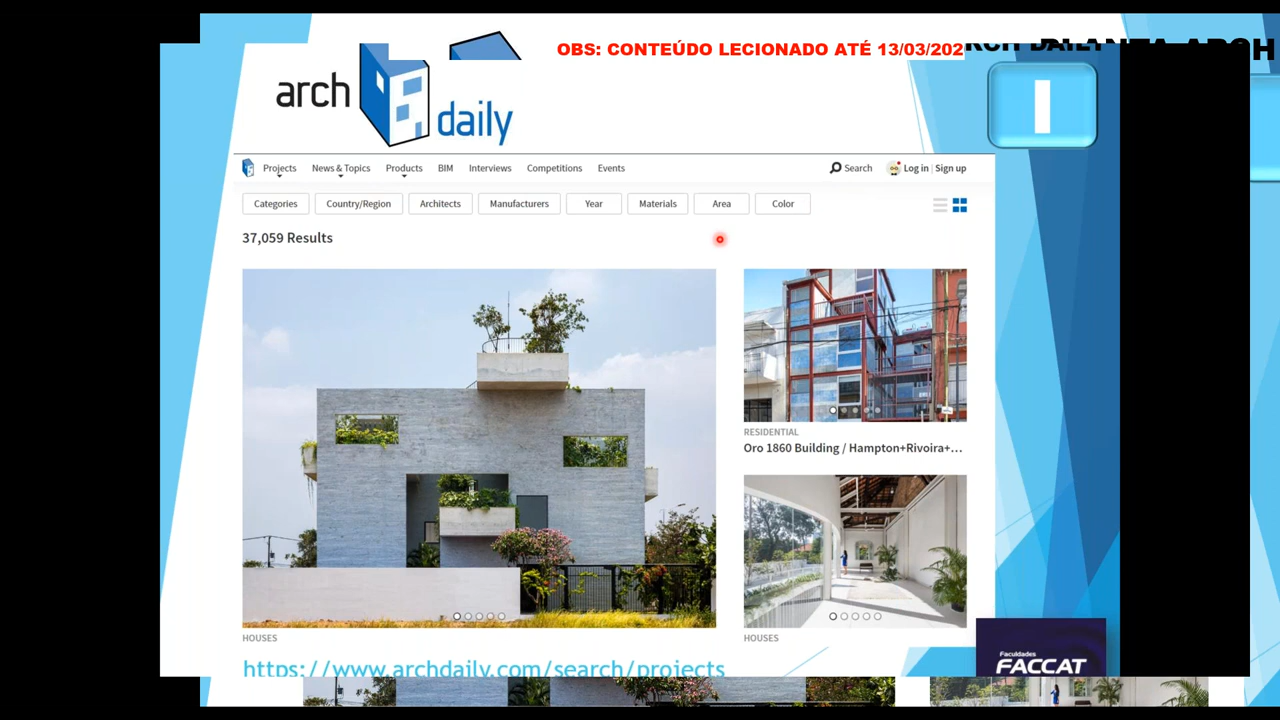 OBS: CONTEÚDO LECIONADO ATÉ 13/03/202
I
arch daily
Projects News & Topics Products BIM Interviews Competitions Events Search Log in | Sign up
Categories Country/Region Architects Manufacturers Year Materials Area Color
37,059 Results
RESIDENTIAL
Oro 1860 Building / Hampton+Rivoira+...
HOUSES
HOUSES
https://www.archdaily.com/search/projects
Faculdades
FACCAT